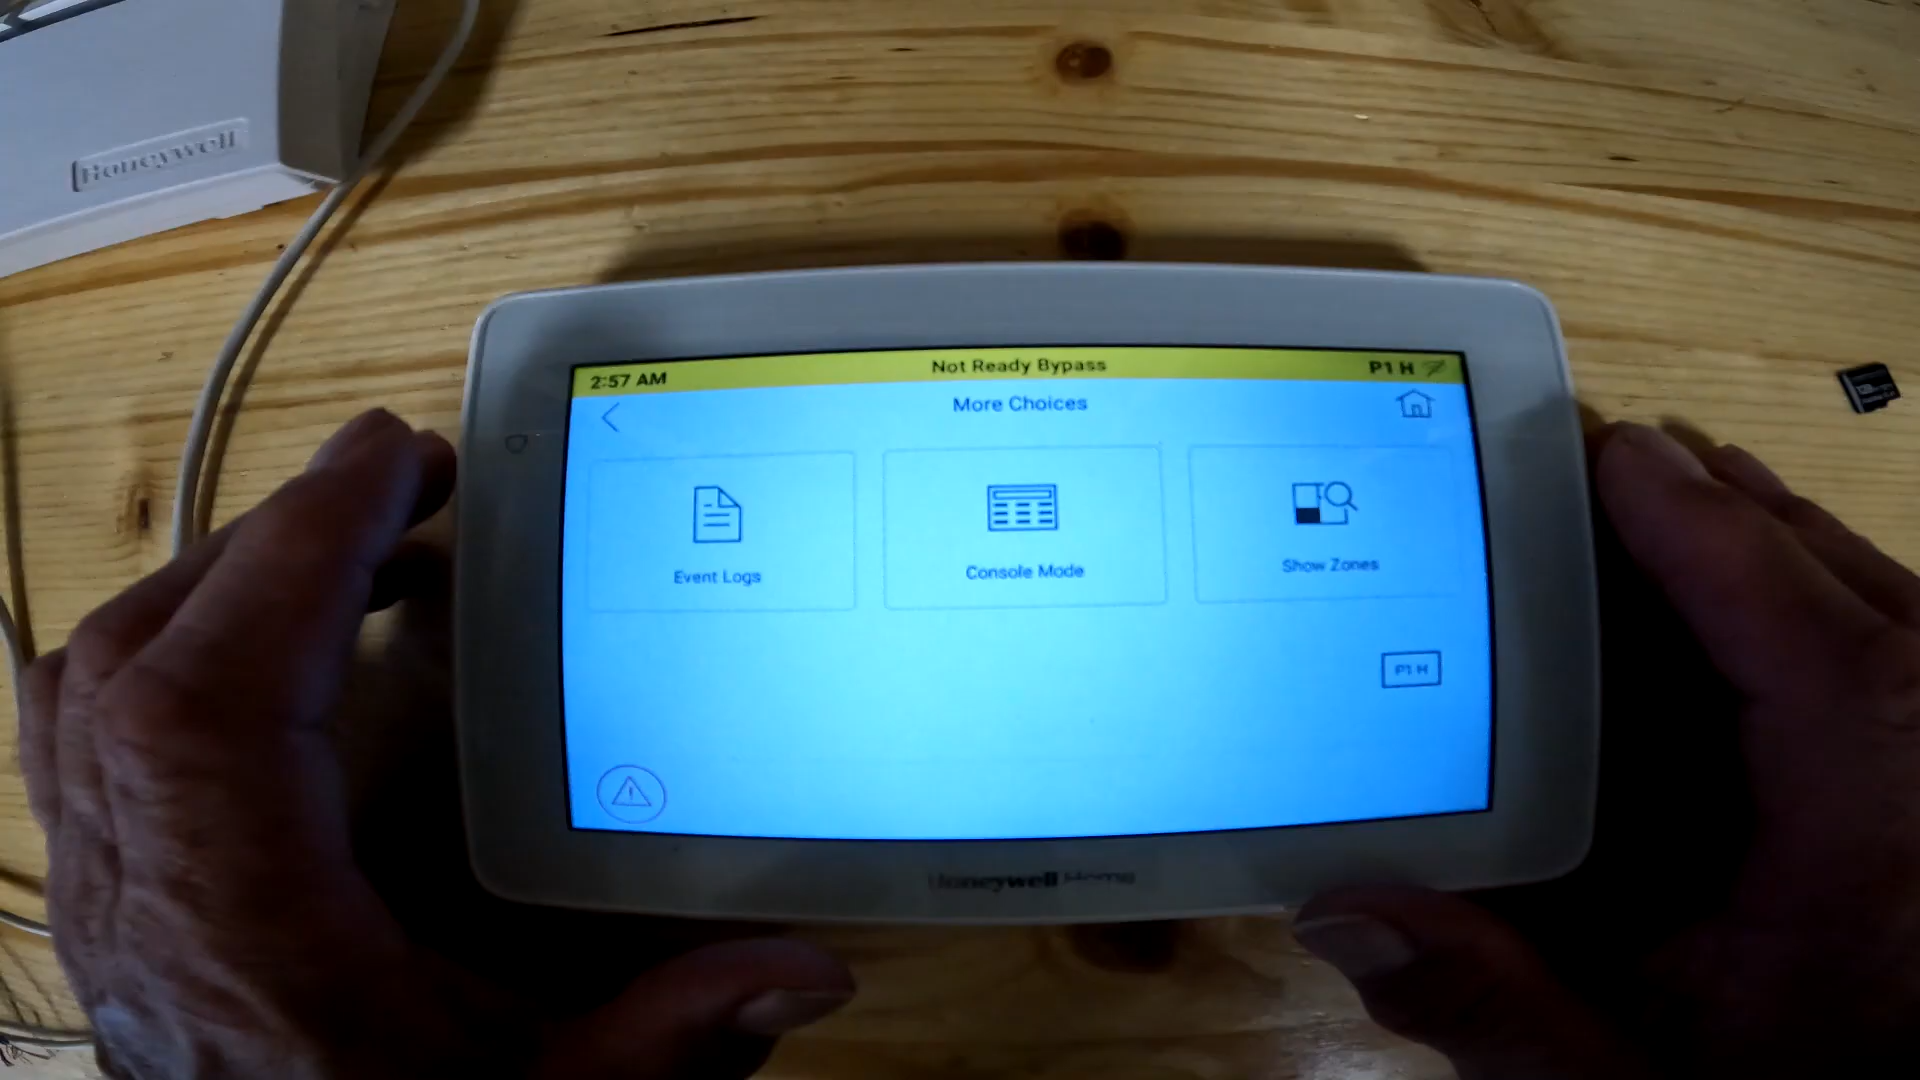 Honeywell
2:57 AM
Not Ready Bypass
P1 H
More Choices
Event Logs
Console Mode
Show Zones
P1 H
Honeywell Home